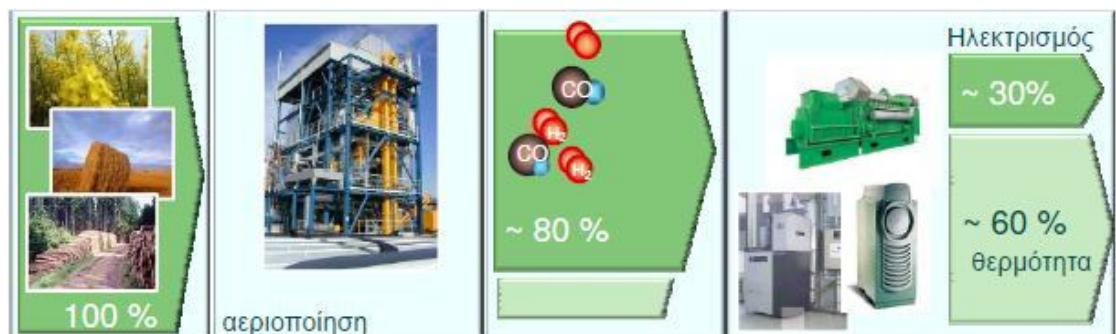 100 %
αεριοποίηση
CO
H₂
CO
H₂
~ 80 %
Ηλεκτρισμός
~ 30%
~ 60 %
θερμότητα